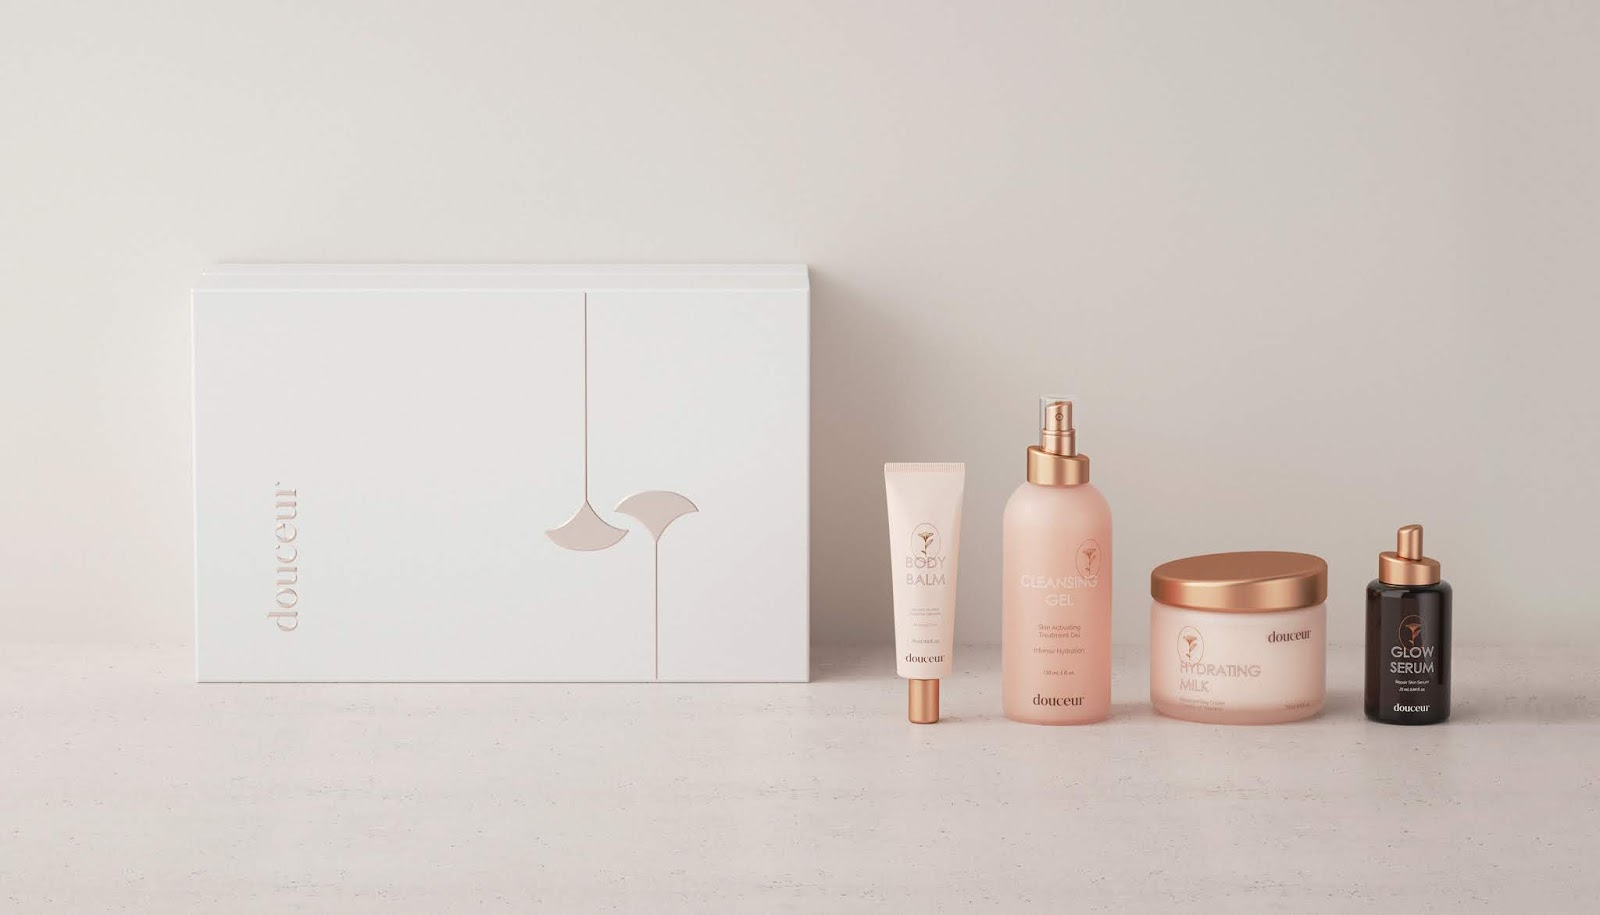 douceur
BODY
BALM
douceur
CLEANSING
GEL
Skin Activating
Treatment Gel
Intense Hydration
douceur
douceur
HYDRATING
MILK
GLOW
SERUM
Repair Skin Serum
douceur